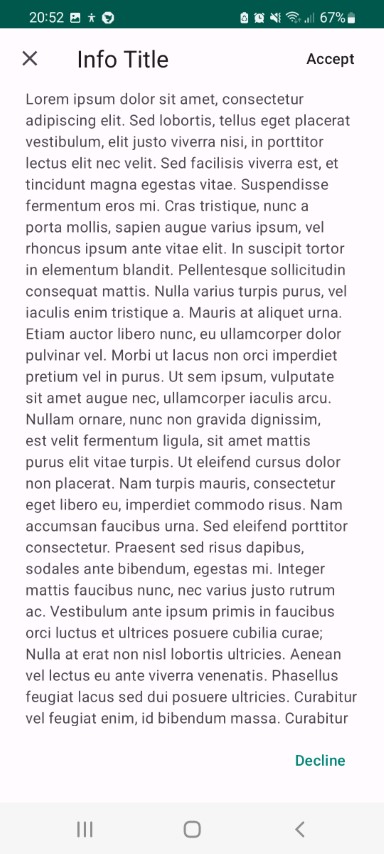 20:52
67%
Info Title
Accept
Lorem ipsum dolor sit amet, consectetur
adipiscing elit. Sed lobortis, tellus eget placerat
vestibulum, elit justo viverra nisi, in porttitor
lectus elit nec velit. Sed facilisis viverra est, et
tincidunt magna egestas vitae. Suspendisse
fermentum eros mi. Cras tristique, nunc a
porta mollis, sapien augue varius ipsum, vel
rhoncus ipsum ante vitae elit. In suscipit tortor
in elementum blandit. Pellentesque sollicitudin
consequat mattis. Nulla varius turpis purus, vel
iaculis enim tristique a. Mauris at aliquet urna.
Etiam auctor libero nunc, eu ullamcorper dolor
pulvinar vel. Morbi ut lacus non orci imperdiet
pretium vel in purus. Ut sem ipsum, vulputate
sit amet augue nec, ullamcorper iaculis arcu.
Nullam ornare, nunc non gravida dignissim,
est velit fermentum ligula, sit amet mattis
purus elit vitae turpis. Ut eleifend cursus dolor
non placerat. Nam turpis mauris, consectetur
eget libero eu, imperdiet commodo risus. Nam
accumsan faucibus urna. Sed eleifend porttitor
consectetur. Praesent sed risus dapibus,
sodales ante bibendum, egestas mi. Integer
mattis faucibus nunc, nec varius justo rutrum
ac. Vestibulum ante ipsum primis in faucibus
orci luctus et ultrices posuere cubilia curae;
Nulla at erat non nisl lobortis ultricies. Aenean
vel lectus eu ante viverra venenatis. Phasellus
feugiat lacus sed dui posuere ultricies. Curabitur
vel feugiat enim, id bibendum massa. Curabitur
Decline